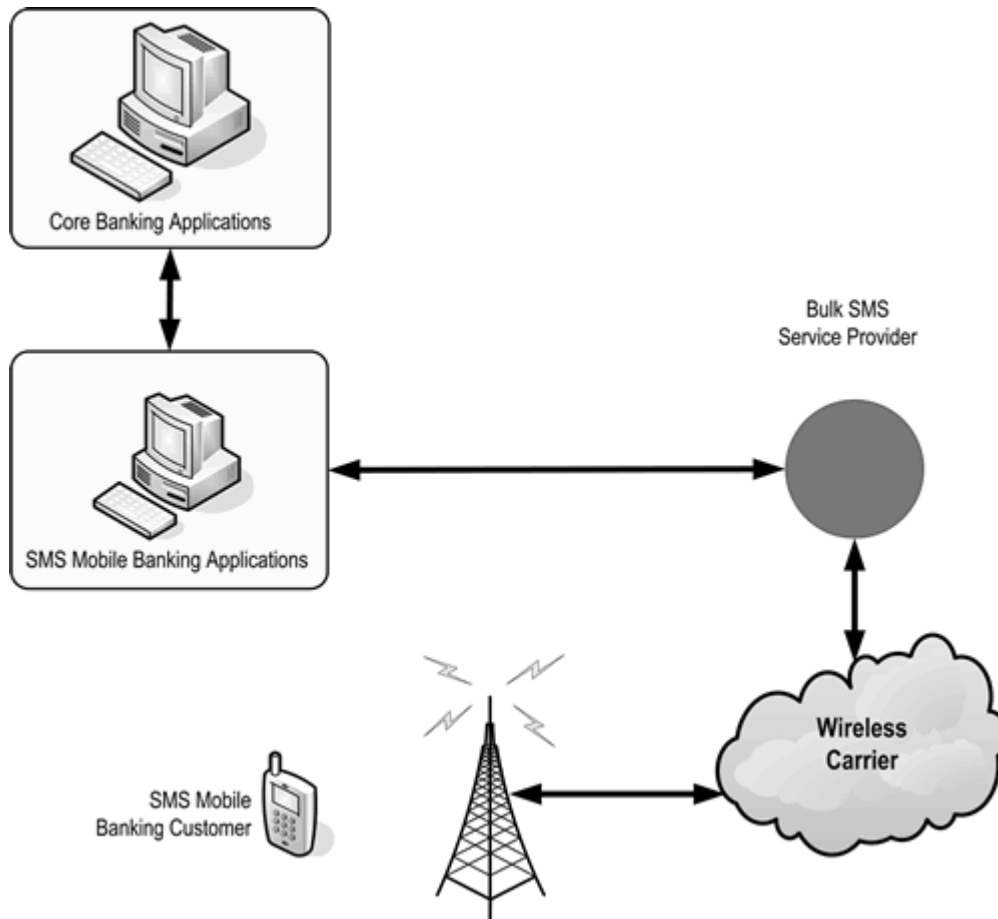 Core Banking Applications
Bulk SMS
Service Provider
SMS Mobile Banking Applications
Wireless
Carrier
SMS Mobile
Banking Customer